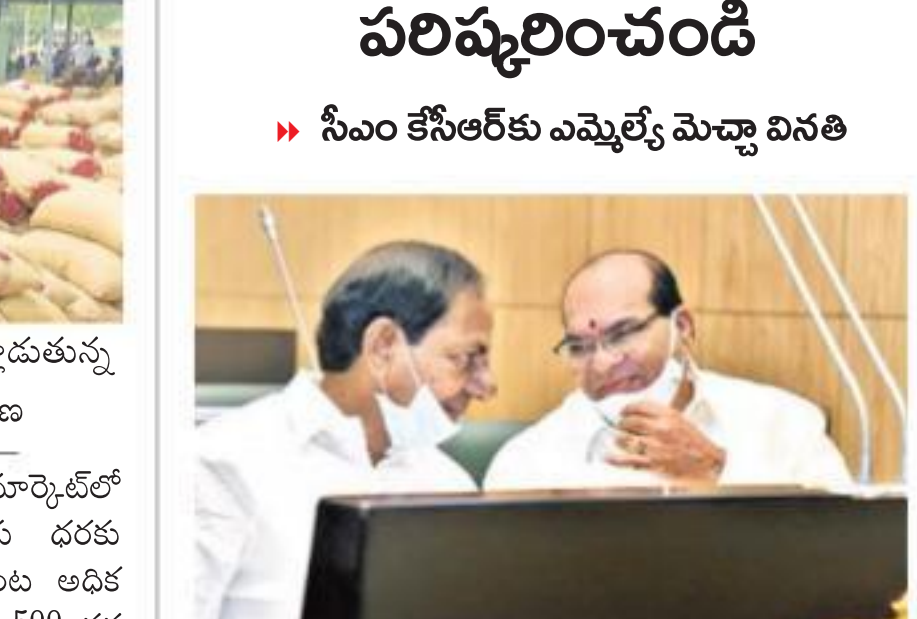 పరిష్కరించండి
సీఎం కేసీఆర్‌కు ఎమ్మెల్యే మెచ్చా వినతి
మార్కెట్‌లో
ధరకు
అధిక